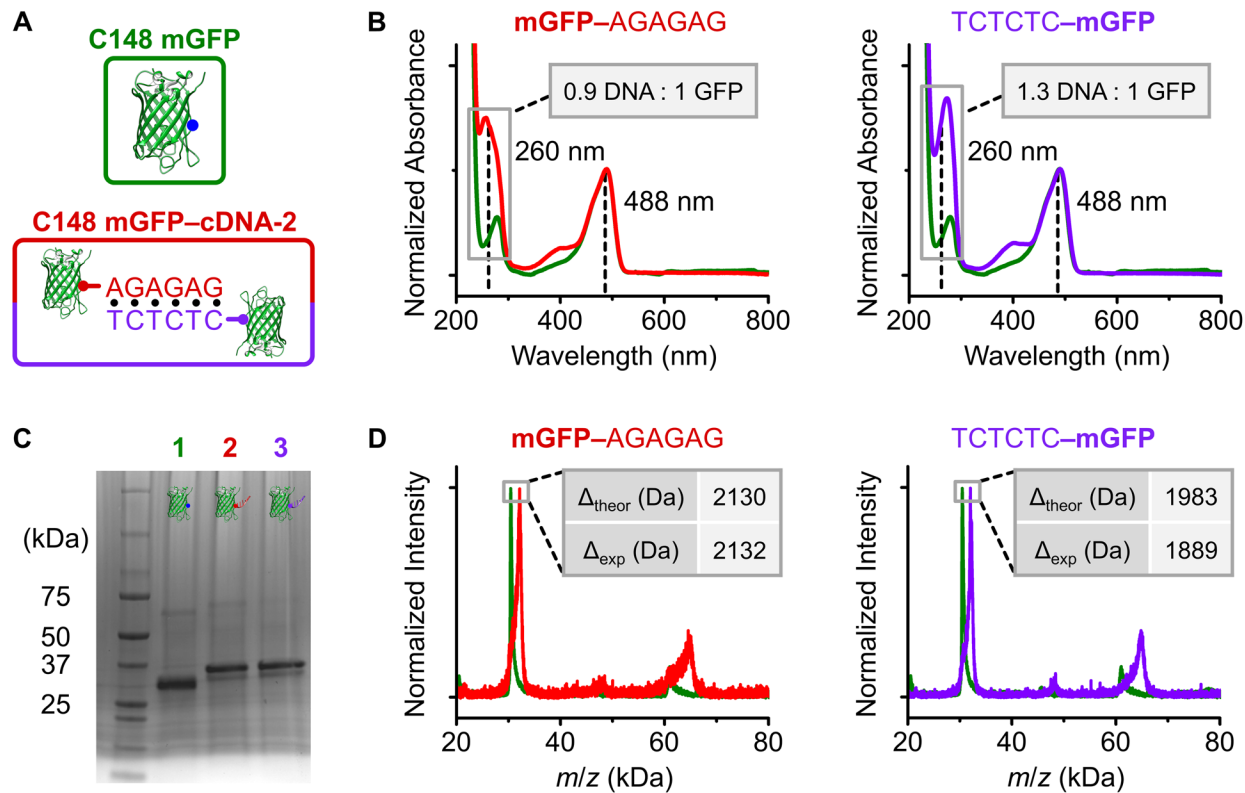 A
C148 mGFP
C148 mGFP–cDNA-2
AGAGAG
TCTCTC
B
mGFP–AGAGAG
0.9 DNA : 1 GFP
260 nm
488 nm
Normalized Absorbance
200 400 600 800
Wavelength (nm)
TCTCTC–mGFP
1.3 DNA : 1 GFP
260 nm
488 nm
Normalized Absorbance
200 400 600 800
Wavelength (nm)
C
1 2 3
(kDa)
75
50
37
25
D
mGFP–AGAGAG
Δtheor (Da) 2130
Δexp (Da) 2132
Normalized Intensity
20 40 60 80
m/z (kDa)
TCTCTC–mGFP
Δtheor (Da) 1983
Δexp (Da) 1889
Normalized Intensity
20 40 60 80
m/z (kDa)